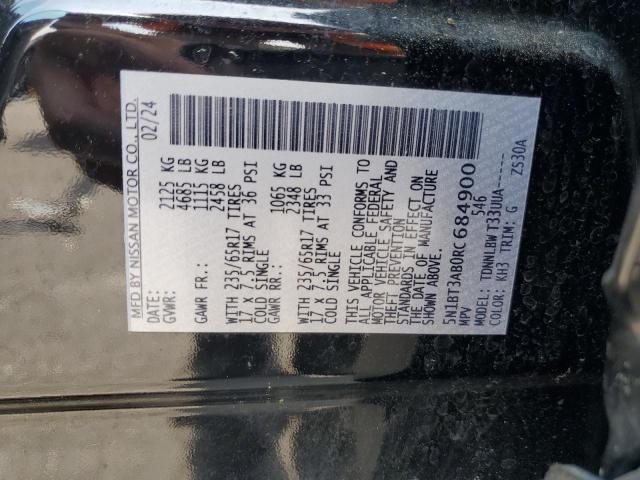 MFD BY NISSAN MOTOR CO., LTD.
DATE: 02/24
GVWR: 2125 KG
4685 LB
GAWR FR.: 1115 KG
2458 LB
WITH 235/65R17 TIRES
17 X 7.5 RIMS AT 36 PSI
COLD SINGLE
GAWR RR.: 1065 KG
2348 LB
WITH 235/65R17 TIRES
17 X 7.5 RIMS AT 33 PSI
COLD SINGLE
THIS VEHICLE CONFORMS TO
ALL APPLICABLE FEDERAL
MOTOR VEHICLE SAFETY AND
THEFT PREVENTION
STANDARDS IN EFFECT ON
THE DATE OF MANUFACTURE
SHOWN ABOVE.
5N1BT3AB0RC684900
MPV 546
TDNNLBW T33UUA-----
COLOR: KH3 TRIM: G ZS30A